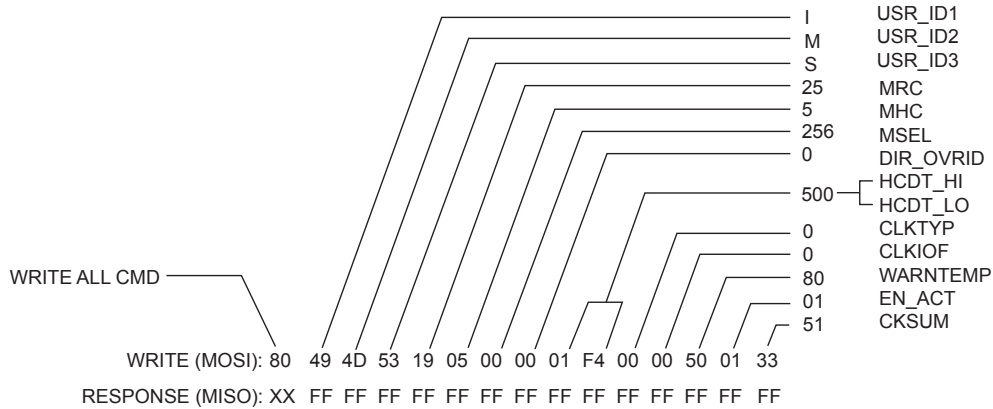 I USR_ID1
M USR_ID2
S USR_ID3
25 MRC
5 MHC
256 MSEL
0 DIR_OVRID
500 HCDT_HI
HCDT_LO
0 CLKTYP
0 CLKIOF
80 WARNTEMP
01 EN_ACT
51 CKSUM
WRITE ALL CMD
WRITE (MOSI): 80 49 4D 53 19 05 00 00 01 F4 00 00 50 01 33
RESPONSE (MISO): XX FF FF FF FF FF FF FF FF FF FF FF FF FF FF